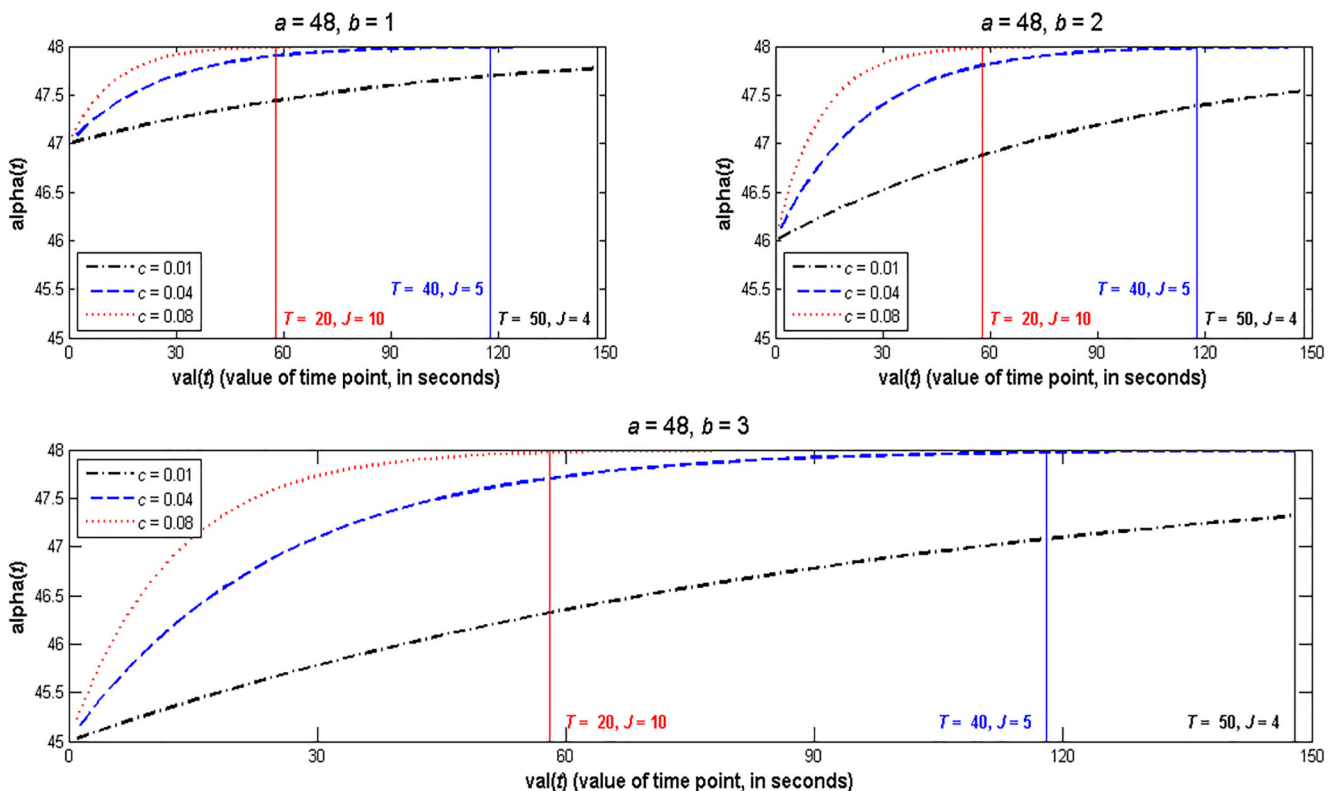 a = 48, b = 1
48
47.5
47
46.5
46
45.5
45
alpha(t)
c = 0.01
c = 0.04
c = 0.08
T = 40, J = 5
T = 20, J = 10
T = 50, J = 4
0 30 60 90 120 150
val(t) (value of time point, in seconds)
a = 48, b = 2
48
47.5
47
46.5
46
45.5
45
alpha(t)
c = 0.01
c = 0.04
c = 0.08
T = 40, J = 5
T = 20, J = 10
T = 50, J = 4
0 30 60 90 120 150
val(t) (value of time point, in seconds)
a = 48, b = 3
48
47.5
47
46.5
46
45.5
45
alpha(t)
c = 0.01
c = 0.04
c = 0.08
T = 20, J = 10
T = 40, J = 5
T = 50, J = 4
0 30 60 90 120 150
val(t) (value of time point, in seconds)